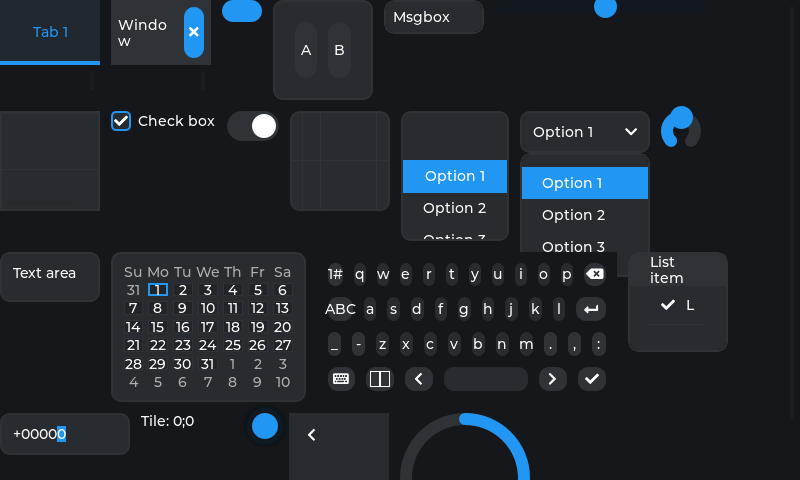 Tab 1
Windo
w
A B
Msgbox
Check box
Option 1
Option 2
Option 3
Option 1
Option 1
Option 2
Option 3
Text area
Su Mo Tu We Th Fr Sa
31 1 2 3 4 5 6
7 8 9 10 11 12 13
14 15 16 17 18 19 20
21 22 23 24 25 26 27
28 29 30 31 1 2 3
4 5 6 7 8 9 10
1# q w e r t y u i o p
ABC a s d f g h j k l
_ - z x c v b n m . , :
List
item
L
+00000
Tile: 0;0